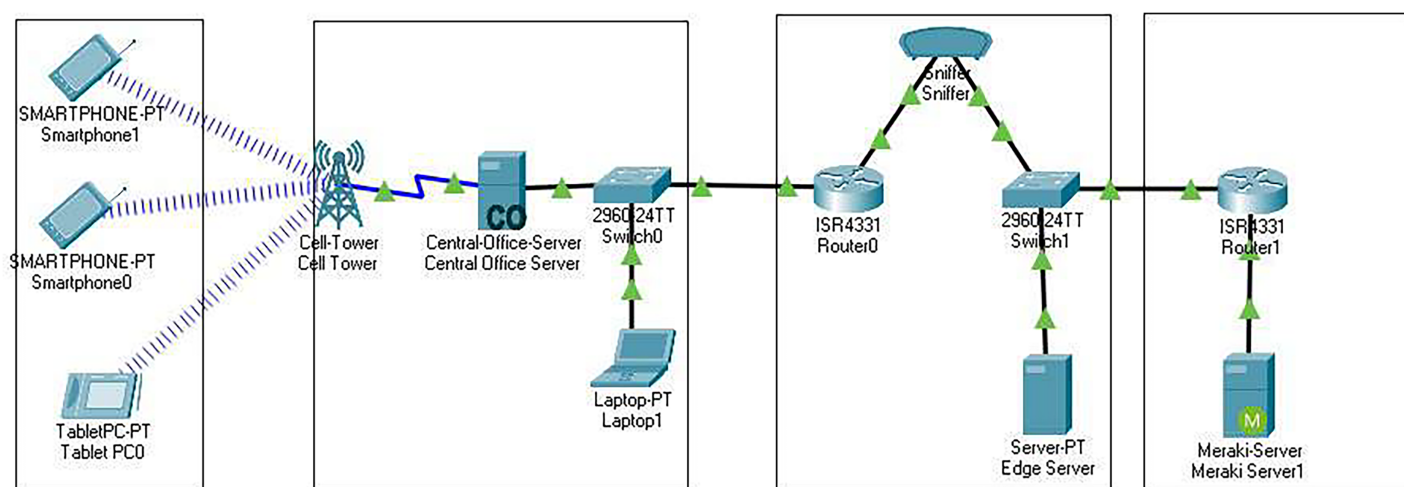 SMARTPHONE-PT
Smartphone1
SMARTPHONE-PT
Smartphone0
TabletPC-PT
Tablet PC0
Cell-Tower
Cell Tower
CO
Central-Office-Server
Central Office Server
2960-24TT
Switch0
Laptop-PT
Laptop1
ISR4331
Router0
Sniffer
Sniffer
2960-24TT
Switch1
Server-PT
Edge Server
ISR4331
Router1
M
Meraki-Server
Meraki Server1